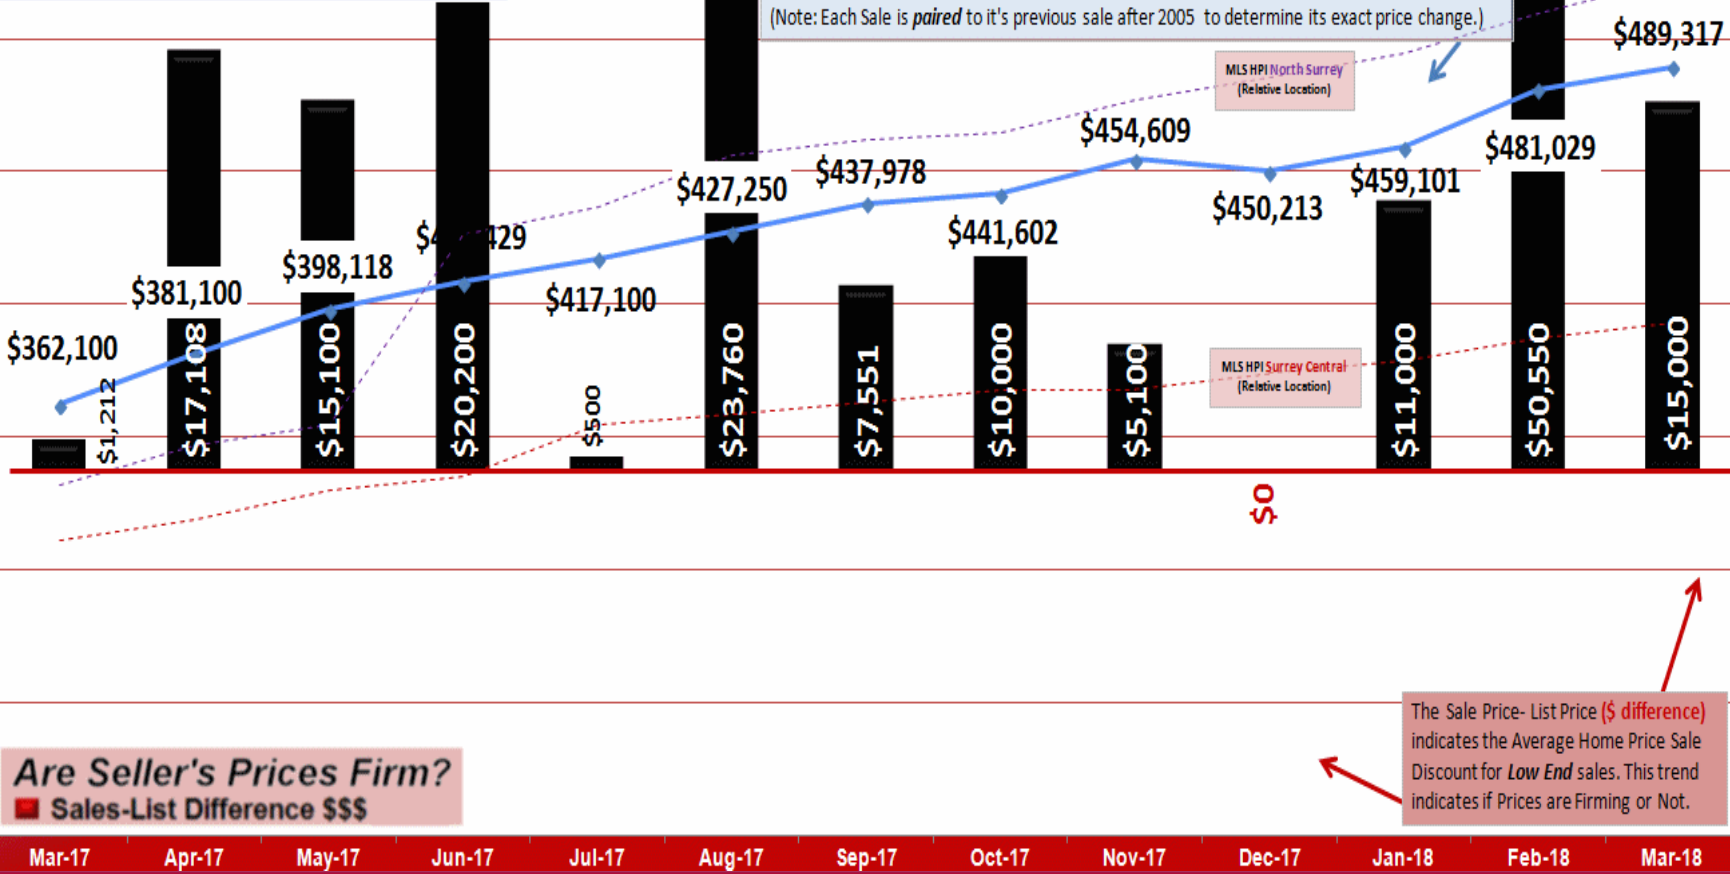 (Note: Each Sale is paired to it's previous sale after 2005 to determine its exact price change.)
$489,317
MLS HPI North Surrey
(Relative Location)
$454,609
$481,029
$437,978
$459,101
$427,250
$450,213
$441,602
$398,118
$381,100
$417,100
$362,100
MLS HPI Surrey Central
(Relative Location)
$1,212
$17,108
$15,100
$20,200
$500
$23,760
$7,551
$10,000
$5,100
$0
$11,000
$50,550
$15,000
The Sale Price- List Price ($ difference)
indicates the Average Home Price Sale
Discount for Low End sales. This trend
indicates if Prices are Firming or Not.
Are Seller's Prices Firm?
Sales-List Difference $$$
Mar-17 Apr-17 May-17 Jun-17 Jul-17 Aug-17 Sep-17 Oct-17 Nov-17 Dec-17 Jan-18 Feb-18 Mar-18